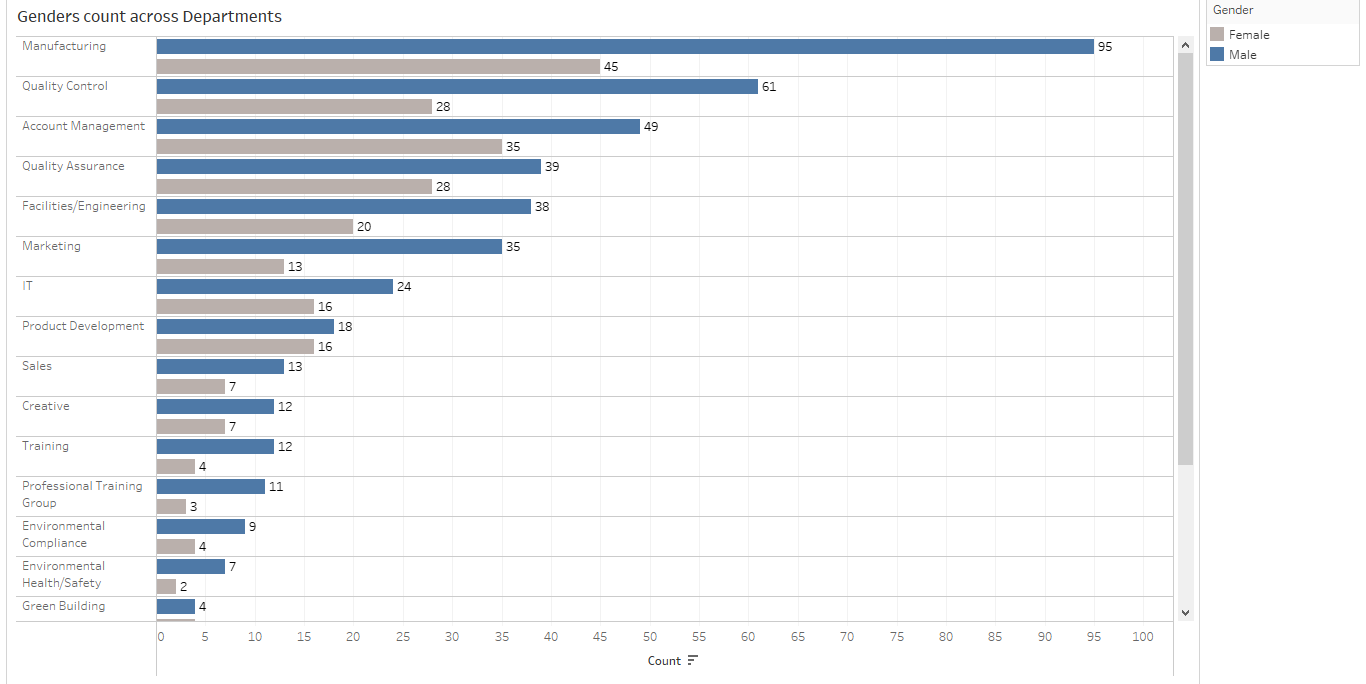 Genders count across Departments
Gender
Female
Male
Manufacturing
95
45
Quality Control
61
28
Account Management
49
35
Quality Assurance
39
28
Facilities/Engineering
38
20
Marketing
35
13
IT
24
16
Product Development
18
16
Sales
13
7
Creative
12
7
Training
12
4
Professional Training
Group
11
3
Environmental
Compliance
9
4
Environmental
Health/Safety
7
2
Green Building
4
0 5 10 15 20 25 30 35 40 45 50 55 60 65 70 75 80 85 90 95 100
Count